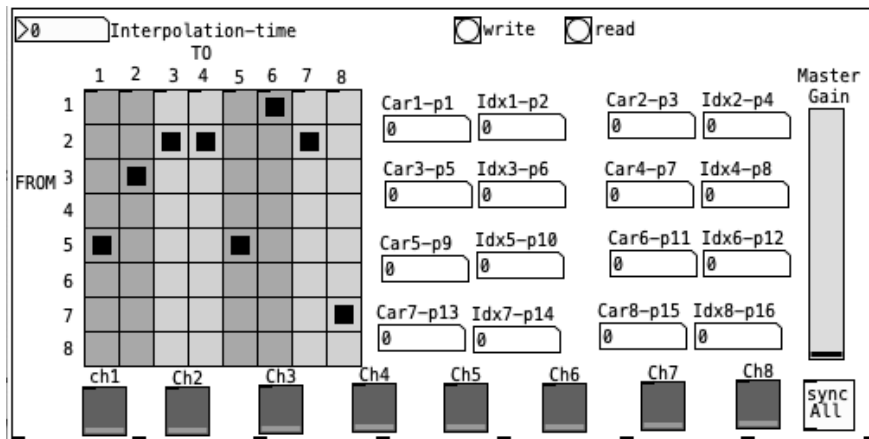 0 Interpolation-time write read
TO
1 2 3 4 5 6 7 8
Master
Gain
FROM
1
2
3
4
5
6
7
8
Car1-p1 Idx1-p2 Car2-p3 Idx2-p4
0 0 0 0
Car3-p5 Idx3-p6 Car4-p7 Idx4-p8
0 0 0 0
Car5-p9 Idx5-p10 Car6-p11 Idx6-p12
0 0 0 0
Car7-p13 Idx7-p14 Car8-p15 Idx8-p16
0 0 0 0
ch1 Ch2 Ch3 Ch4 Ch5 Ch6 Ch7 Ch8
sync
All